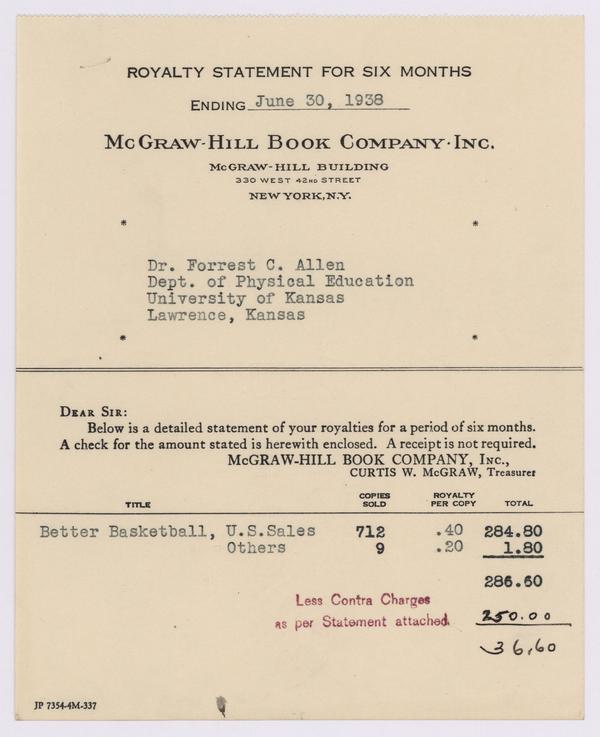 ROYALTY STATEMENT FOR SIX MONTHS
ENDING June 30, 1938
MCGRAW-HILL BOOK COMPANY·INC.
MCGRAW-HILL BUILDING
330 WEST 42ND STREET
NEW YORK, N.Y.
* *
Dr. Forrest C. Allen
Dept. of Physical Education
University of Kansas
Lawrence, Kansas
* *
DEAR SIR:
Below is a detailed statement of your royalties for a period of six months.
A check for the amount stated is herewith enclosed. A receipt is not required.
McGRAW-HILL BOOK COMPANY, INC.,
CURTIS W. McGRAW, Treasurer
TITLE COPIES SOLD ROYALTY PER COPY TOTAL
Better Basketball, U.S.Sales 712 .40 284.80
Others 9 .20 1.80
286.60
Less Contra Charges
as per Statement attached. 250.00
36.60
JP 7354-4M-337